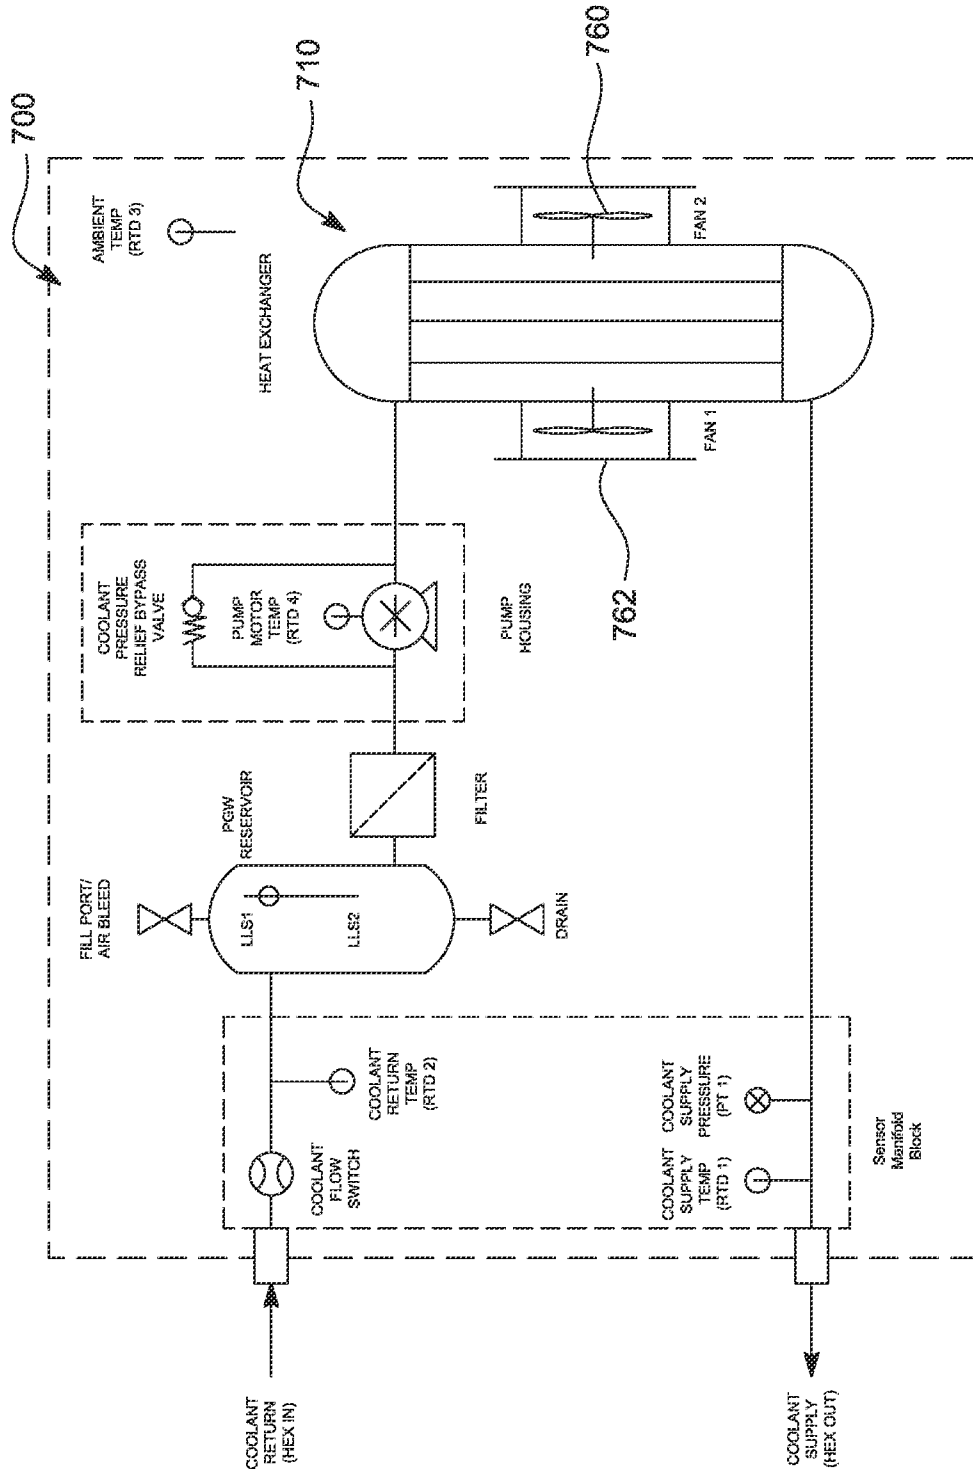 700
710
760
762
AMBIENT
TEMP
(RTD 3)
HEAT EXCHANGER
FAN 2
FAN 1
COOLANT
PRESSURE
RELIEF BYPASS
VALVE
PUMP
MOTOR
TEMP
(RTD 4)
PUMP
HOUSING
PGW
RESERVOIR
FILTER
FILL PORT/
AIR BLEED
LLS1
LLS2
DRAIN
COOLANT
RETURN
TEMP
(RTD 2)
COOLANT
FLOW
SWITCH
COOLANT
SUPPLY
PRESSURE
(PT 1)
COOLANT
SUPPLY
TEMP
(RTD 1)
Sensor
Manifold
Block
COOLANT
RETURN
(HEX IN)
COOLANT
SUPPLY
(HEX OUT)